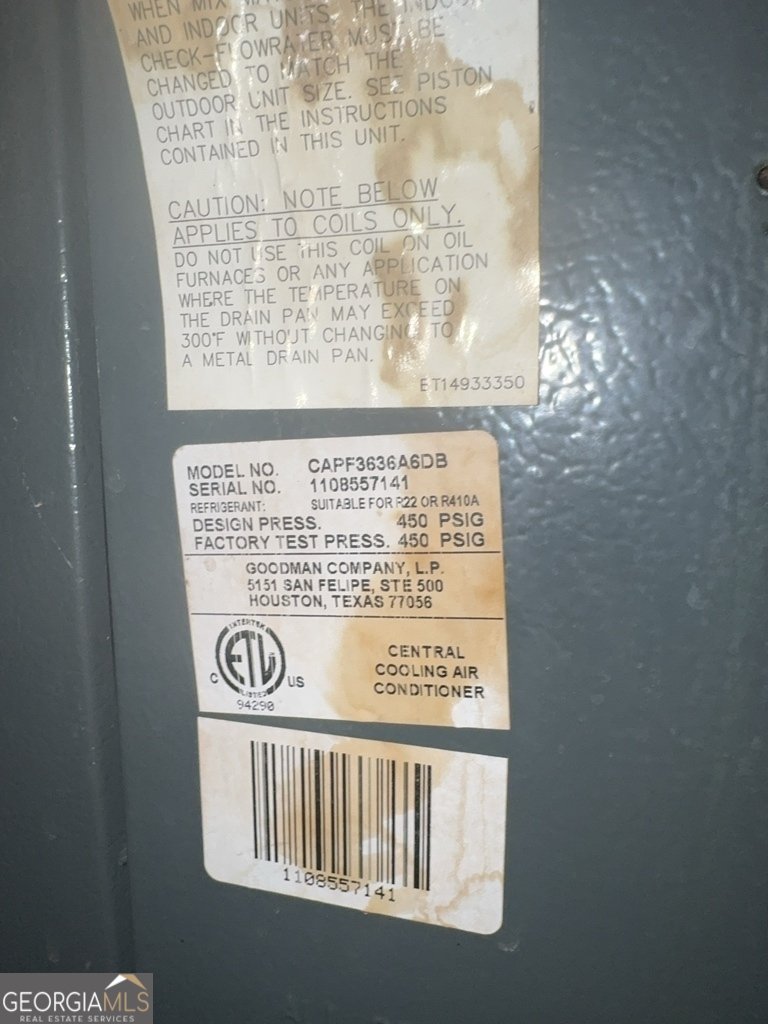 WHEN MIX
AND INDOOR UNITS, THE INDOOR
CHECK-FLOWRATER MUST BE
CHANGED TO MATCH THE
OUTDOOR UNIT SIZE. SEE PISTON
CHART IN THE INSTRUCTIONS
CONTAINED IN THIS UNIT.
CAUTION: NOTE BELOW
APPLIES TO COILS ONLY.
DO NOT USE THIS COIL ON OIL
FURNACES OR ANY APPLICATION
WHERE THE TEMPERATURE ON
THE DRAIN PAN MAY EXCEED
300°F WITHOUT CHANGING TO
A METAL DRAIN PAN.
ET14933350
MODEL NO. CAPF3636A6DB
SERIAL NO. 1108557141
REFRIGERANT: SUITABLE FOR R22 OR R410A
DESIGN PRESS. 450 PSIG
FACTORY TEST PRESS. 450 PSIG
GOODMAN COMPANY, L.P.
5151 SAN FELIPE, STE 500
HOUSTON, TEXAS 77056
INTERTEK
ETL
LISTED
C US
94290
CENTRAL
COOLING AIR
CONDITIONER
1108557141
GEORGIAMLS
REAL ESTATE SERVICES